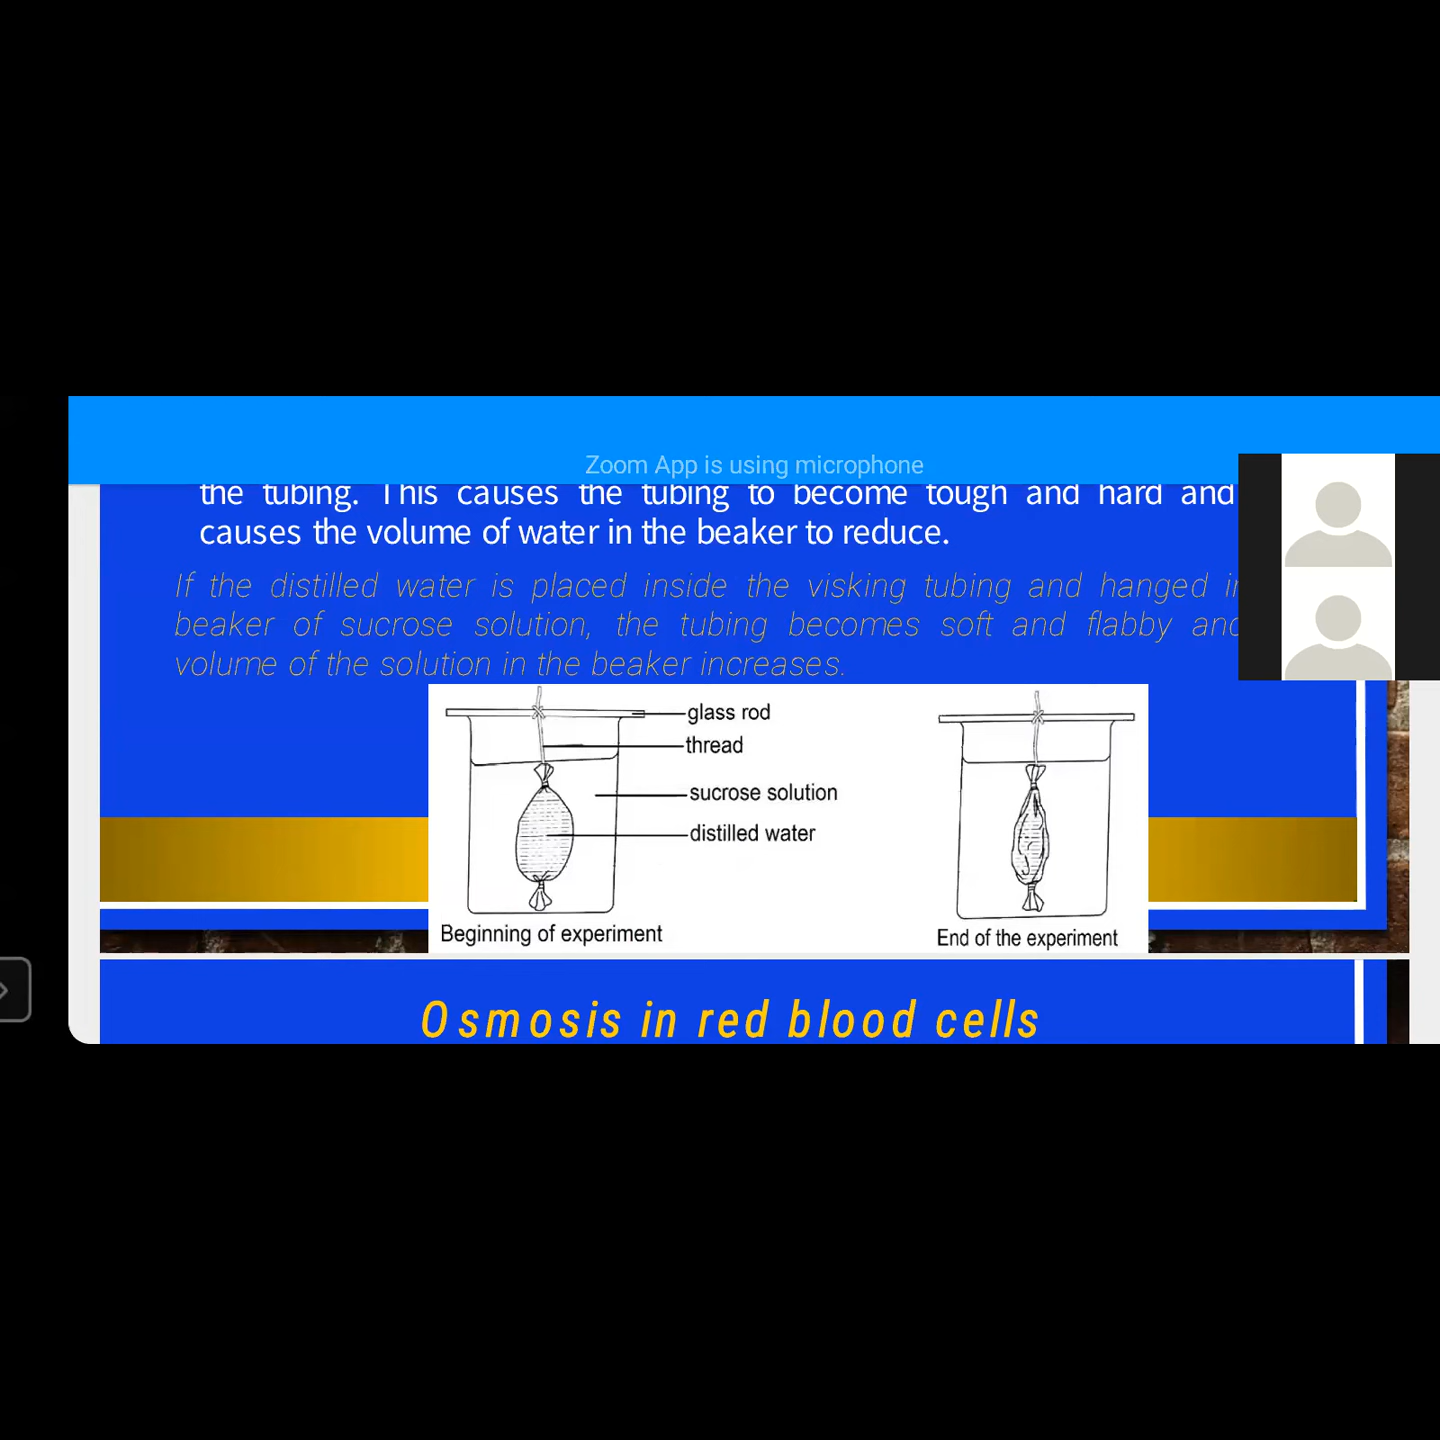 Zoom App is using microphone
the tubing. This causes the tubing to become tough and hard and
causes the volume of water in the beaker to reduce.
If the distilled water is placed inside the visking tubing and hanged
beaker of sucrose solution, the tubing becomes soft and flabby and
volume of the solution in the beaker increases.
glass rod
thread
sucrose solution
distilled water
Beginning of experiment
End of the experiment
Osmosis in red blood cells